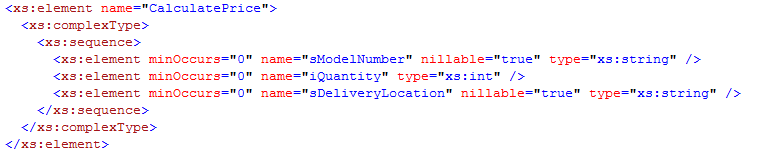 <xs:element name="CalculatePrice">
<xs:complexType>
<xs:sequence>
<xs:element minOccurs="0" name="sModelNumber" nillable="true" type="xs:string" />
<xs:element minOccurs="0" name="iQuantity" type="xs:int" />
<xs:element minOccurs="0" name="sDeliveryLocation" nillable="true" type="xs:string" />
</xs:sequence>
</xs:complexType>
</xs:element>